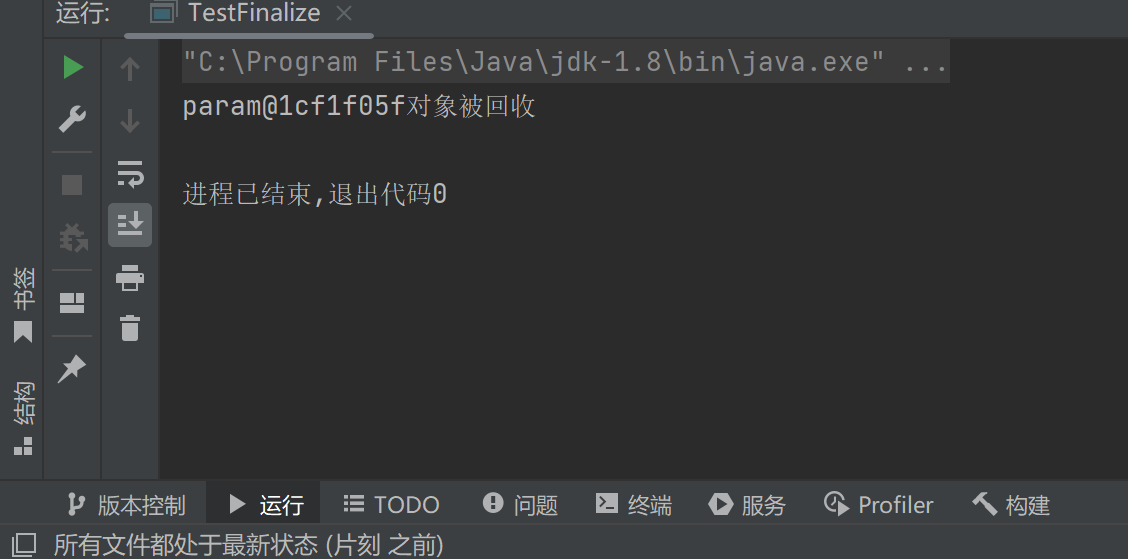 运行: TestFinalize
"C:\Program Files\Java\jdk-1.8\bin\java.exe" ...
param@1cf1f05f对象被回收
进程已结束,退出代码0
书签
结构
版本控制 运行 TODO 问题 终端 服务 Profiler 构建
所有文件都处于最新状态 (片刻 之前)